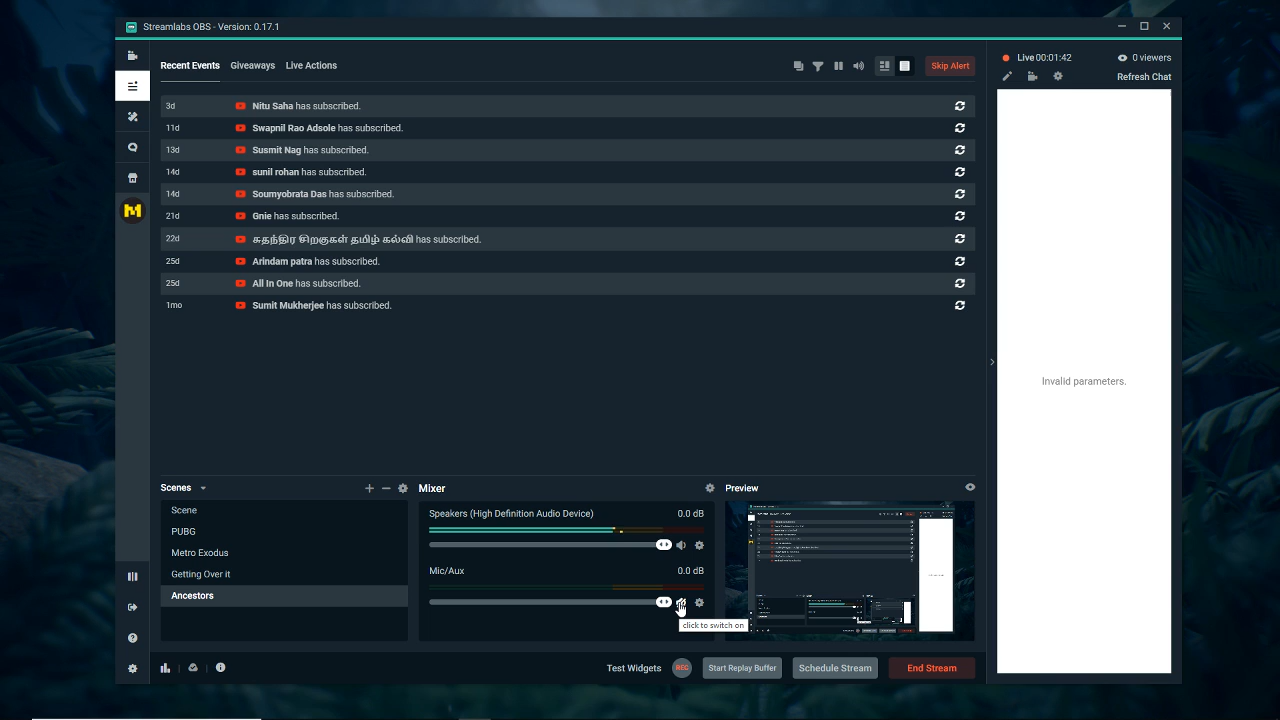 Streamlabs OBS - Version: 0.17.1
Recent Events Giveaways Live Actions
Skip Alert
Live 00:01:42
0 viewers
Refresh Chat
3d Nitu Saha has subscribed.
11d Swapnil Rao Adsole has subscribed.
13d Susmit Nag has subscribed.
14d sunil rohan has subscribed.
14d Soumyobrata Das has subscribed.
21d Gnie has subscribed.
22d சுதந்திர சிறகுகள் தமிழ் கல்வி has subscribed.
25d Arindam patra has subscribed.
25d All In One has subscribed.
1mo Sumit Mukherjee has subscribed.
Invalid parameters.
Scenes
Scene
PUBG
Metro Exodus
Getting Over it
Ancestors
Mixer
Speakers (High Definition Audio Device) 0.0 dB
Mic/Aux 0.0 dB
click to switch on
Preview
Test Widgets REC Start Replay Buffer Schedule Stream End Stream